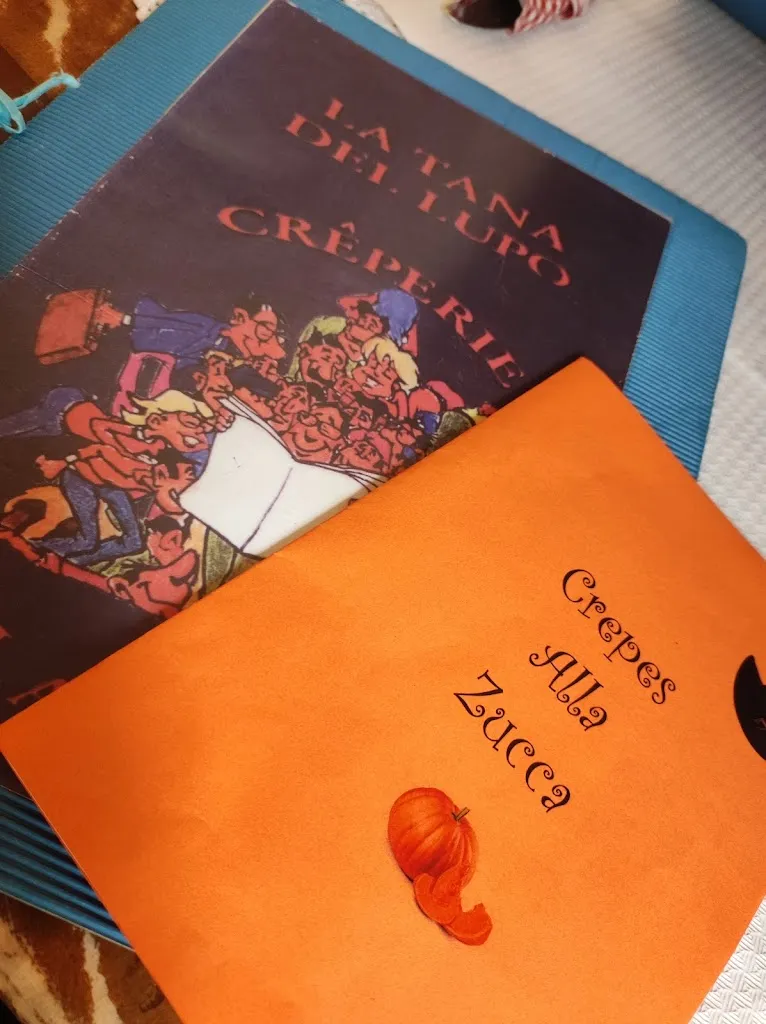 LA TANA
DEL LUPO
CRÊPERIE
Crepes
Alla
Zucca